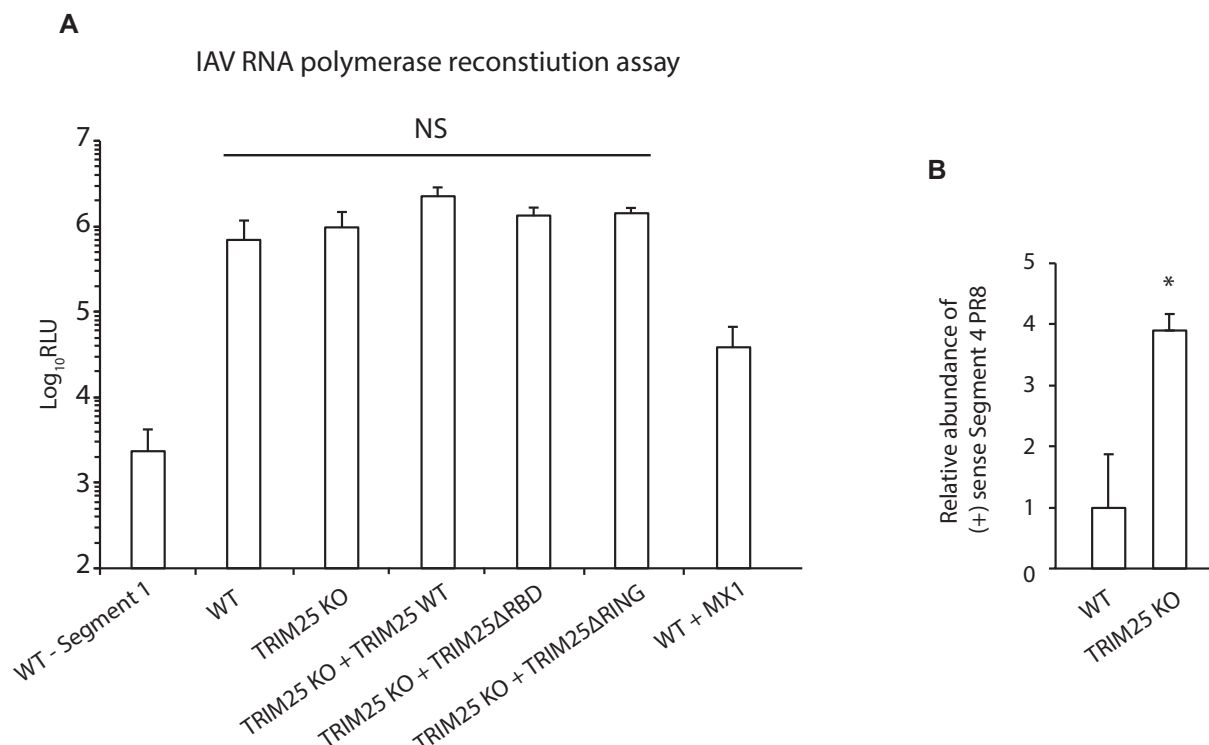 A
IAV RNA polymerase reconstiution assay
NS
7
6
5
4
3
2
Log₁₀RLU
WT - Segment 1
WT
TRIM25 KO
TRIM25 KO + TRIM25 WT
TRIM25 KO + TRIM25ΔRBD
TRIM25 KO + TRIM25ΔRING
WT + MX1
B
Relative abundance of
(+) sense Segment 4 PR8
5
4
3
2
1
0
*
WT
TRIM25 KO